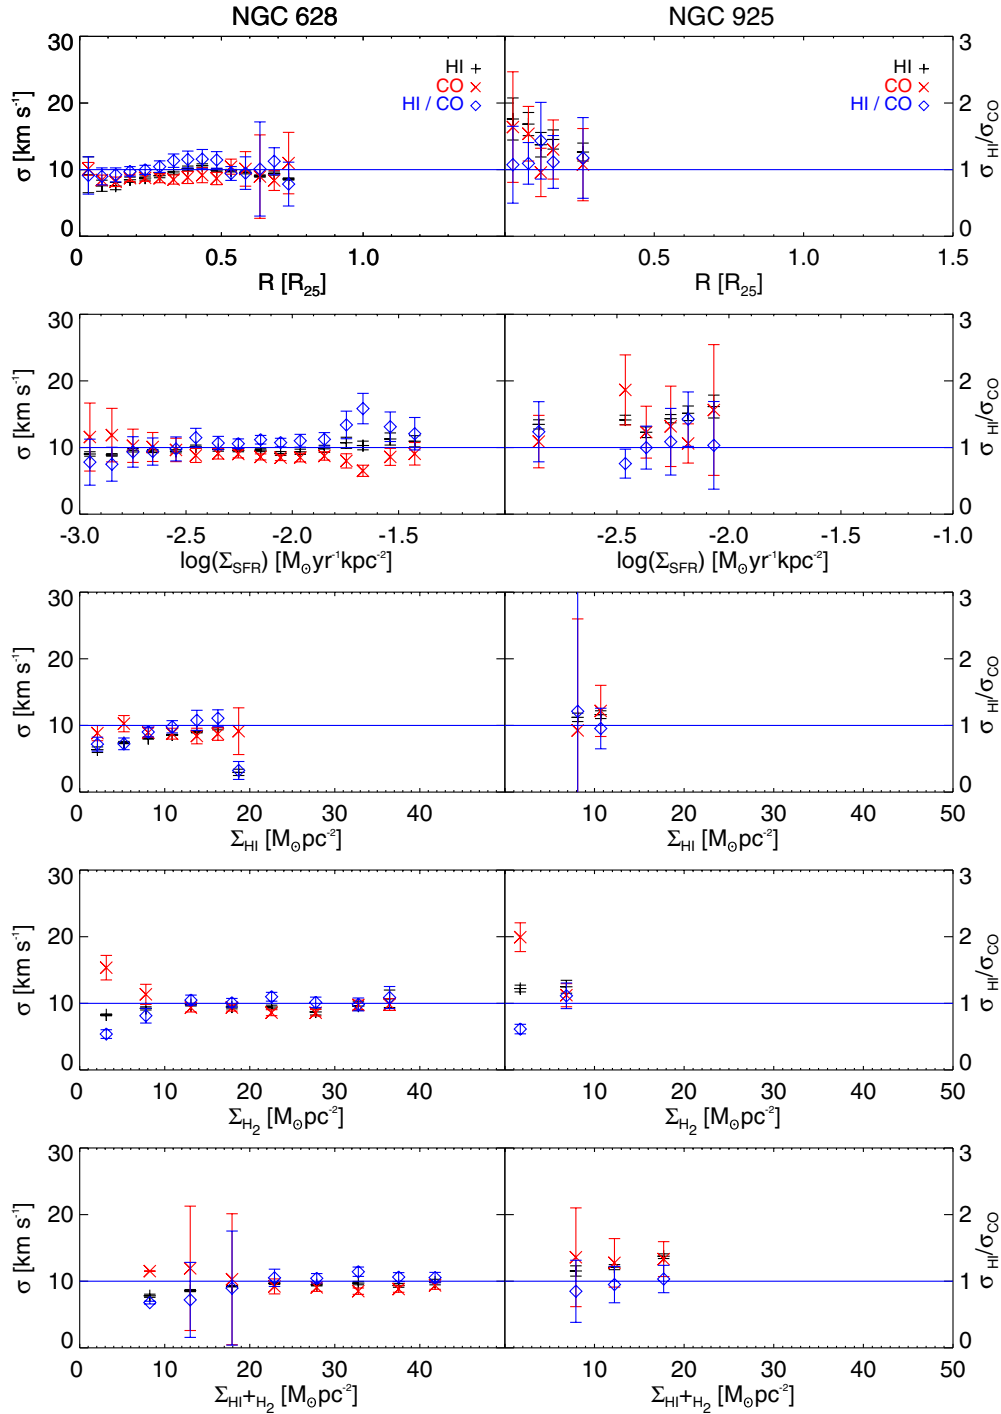 NGC 628 NGC 925
30 3
HI + HI +
CO × CO ×
HI / CO ◇ HI / CO ◇
20 2
σ [km s⁻¹] σ HI/σCO
10 1
0 0
0 0.5 1.0 0.5 1.0 1.5
R [R₂₅] R [R₂₅]
30 3
20 2
σ [km s⁻¹] σ HI/σCO
10 1
0 0
-3.0 -2.5 -2.0 -1.5 -2.5 -2.0 -1.5 -1.0
log(ΣSFR) [M⊙yr⁻¹kpc⁻²] log(ΣSFR) [M⊙yr⁻¹kpc⁻²]
30 3
20 2
σ [km s⁻¹] σ HI/σCO
10 1
0 0
0 10 20 30 40 10 20 30 40 50
ΣHI [M⊙pc⁻²] ΣHI [M⊙pc⁻²]
30 3
20 2
σ [km s⁻¹] σ HI/σCO
10 1
0 0
0 10 20 30 40 10 20 30 40 50
ΣH₂ [M⊙pc⁻²] ΣH₂ [M⊙pc⁻²]
30 3
20 2
σ [km s⁻¹] σ HI/σCO
10 1
0 0
0 10 20 30 40 10 20 30 40 50
ΣHI+H₂ [M⊙pc⁻²] ΣHI+H₂ [M⊙pc⁻²]